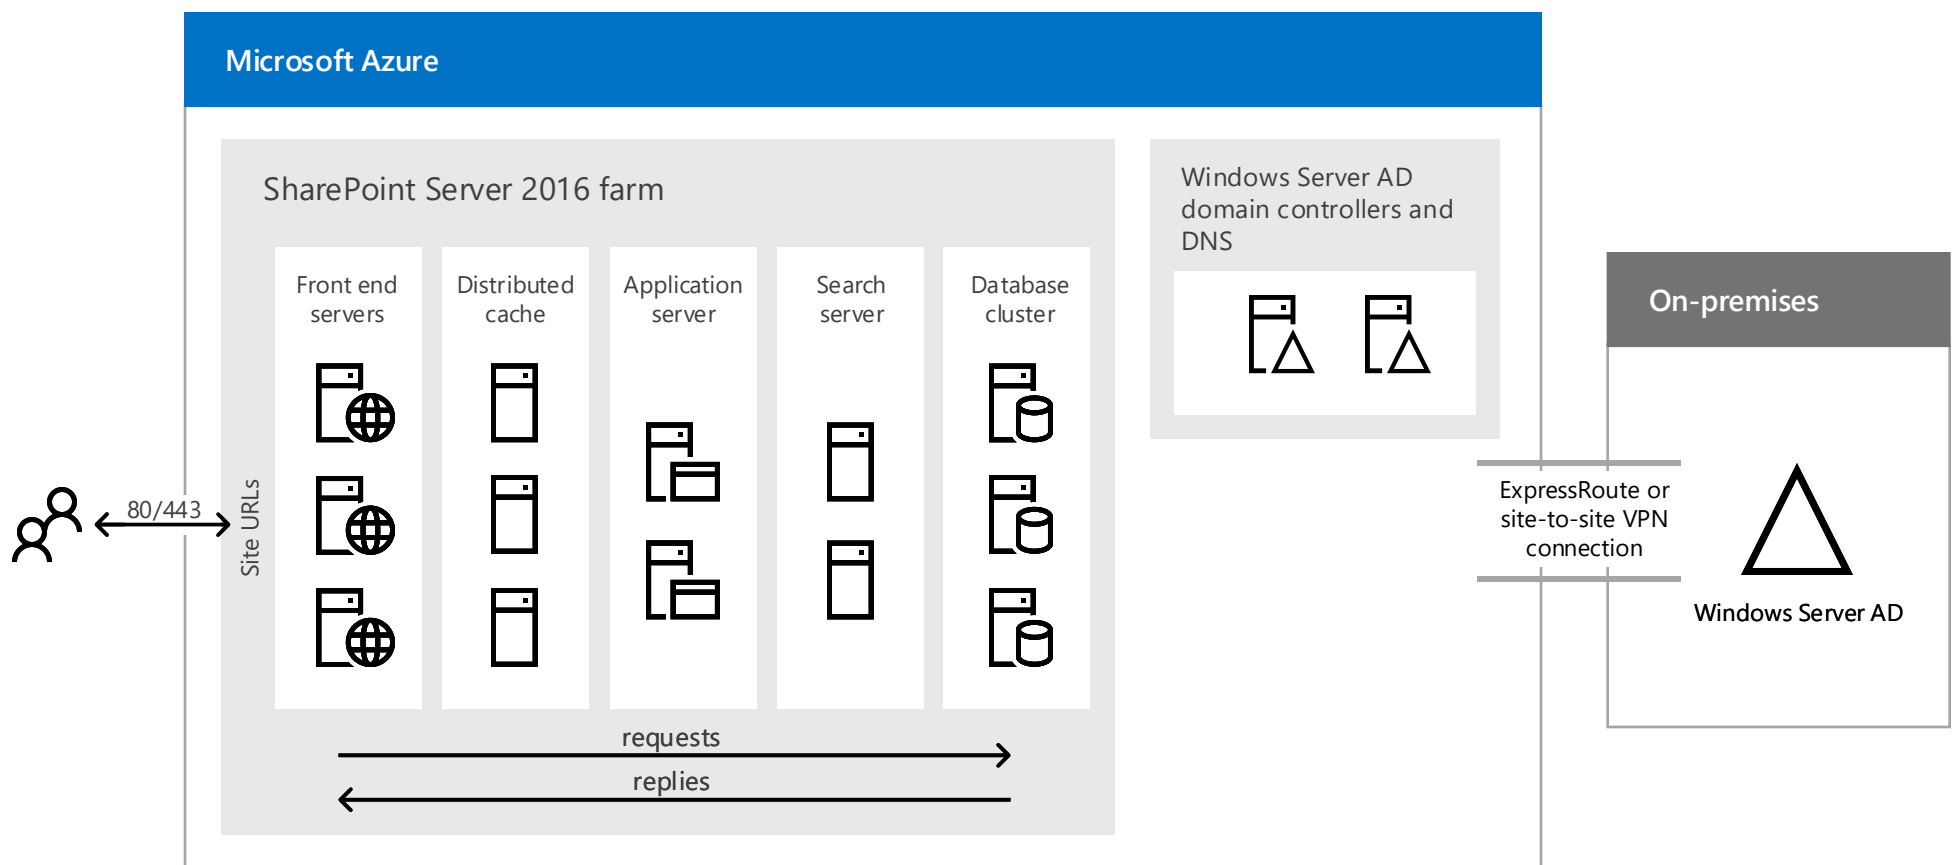 Microsoft Azure
SharePoint Server 2016 farm
Front end
servers
Distributed
cache
Application
server
Search
server
Database
cluster
80/443
Site URLs
requests
replies
Windows Server AD
domain controllers and
DNS
ExpressRoute or
site-to-site VPN
connection
On-premises
Windows Server AD